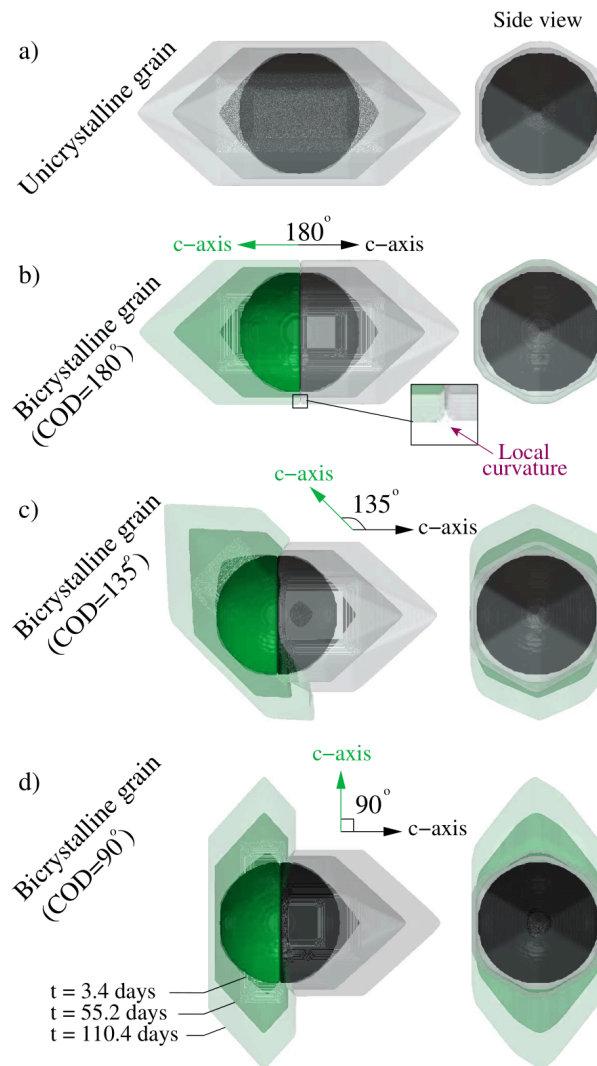 Side view
a)
Unicrystalline grain
180°
c-axis
c-axis
b)
Bicrystalline grain
(COD=180°)
Local
curvature
c-axis
135°
c)
c-axis
Bicrystalline grain
(COD=135°)
c-axis
d)
90°
c-axis
Bicrystalline grain
(COD=90°)
t = 3.4 days
t = 55.2 days
t = 110.4 days